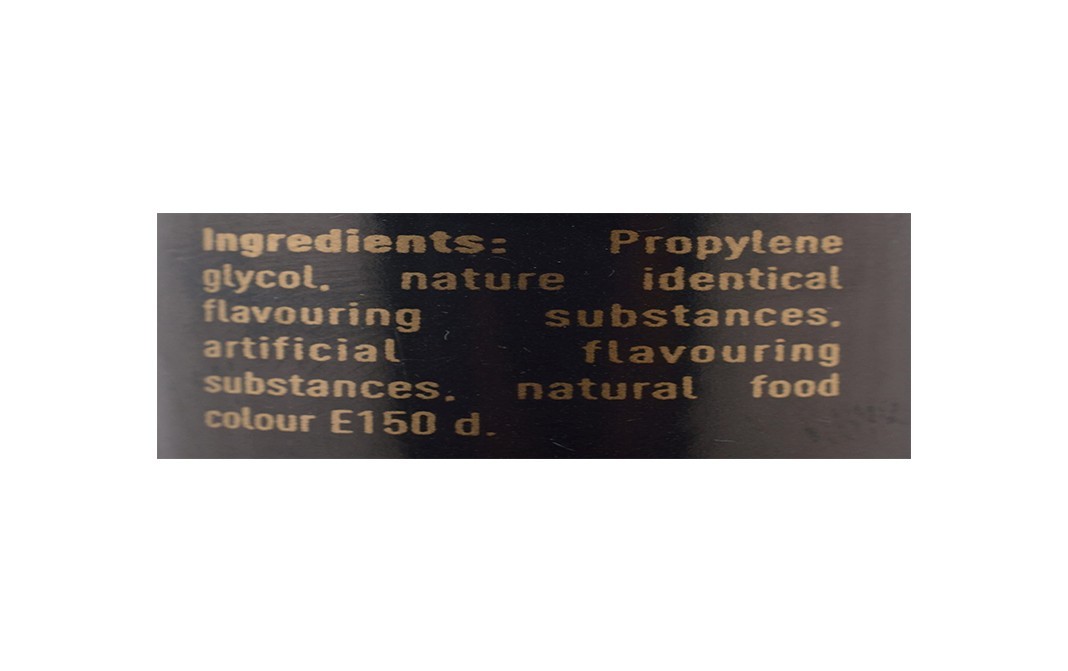 Ingredients: Propylene
glycol, nature identical
flavouring substances,
artificial flavouring
substances, natural food
colour E150 d.